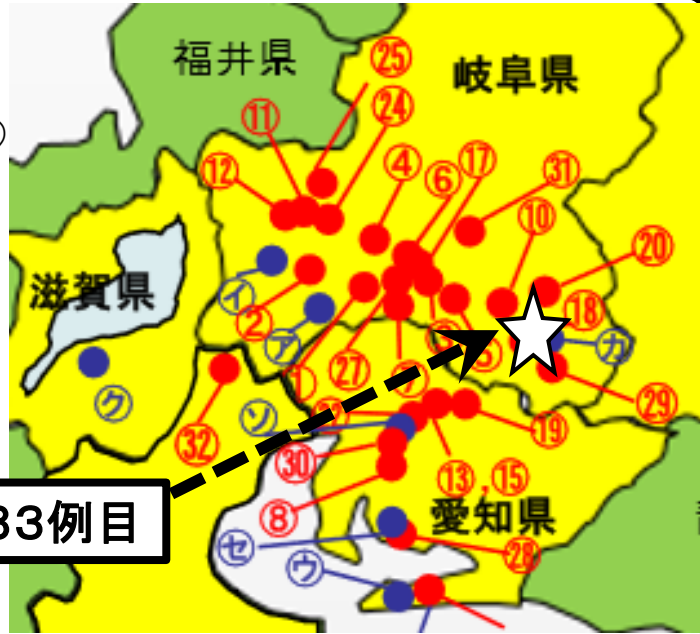 福井県
岐阜県
滋賀県
愛知県
㉕
㉔
⑪
⑫
④
⑥
⑰
㉛
⑩
⑳
⑱
イ
②
ア
㉗
⑦
⑤
カ
㉙
ク
㉜
ソ
⑲
㉚
⑬,⑮
⑧
セ
㉘
ウ
33例目